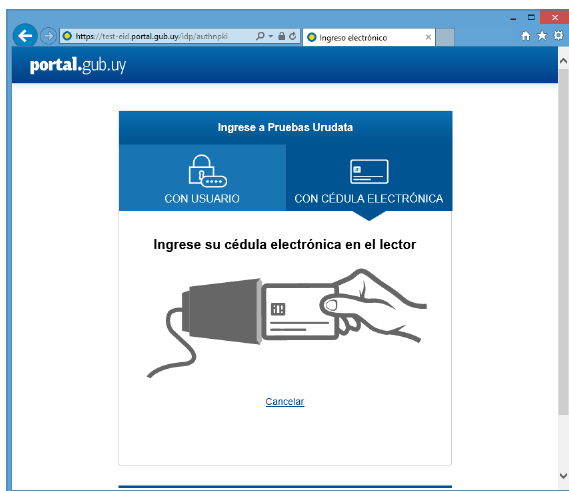 https://test-eid.portal.gub.uy/idp/authnpki
Ingreso electrónico
portal.gub.uy
Ingrese a Pruebas Urudata
CON USUARIO
CON CÉDULA ELECTRÓNICA
Ingrese su cédula electrónica en el lector
Cancelar